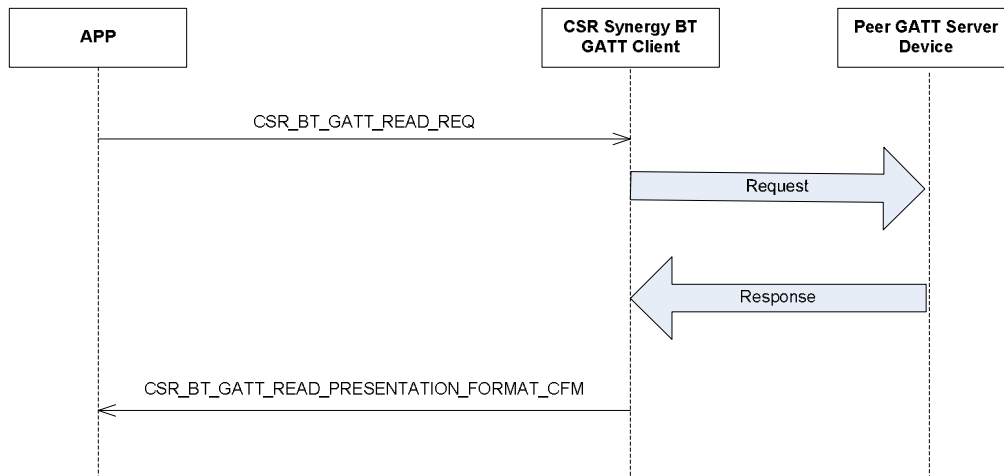 APP
CSR Synergy BT
GATT Client
Peer GATT Server
Device
CSR_BT_GATT_READ_REQ
Request
Response
CSR_BT_GATT_READ_PRESENTATION_FORMAT_CFM